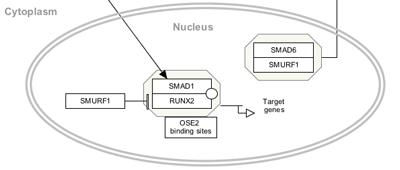 Cytoplasm
Nucleus
SMAD6
SMURF1
SMAD1
RUNX2
SMURF1
OSE2
binding sites
Target
genes